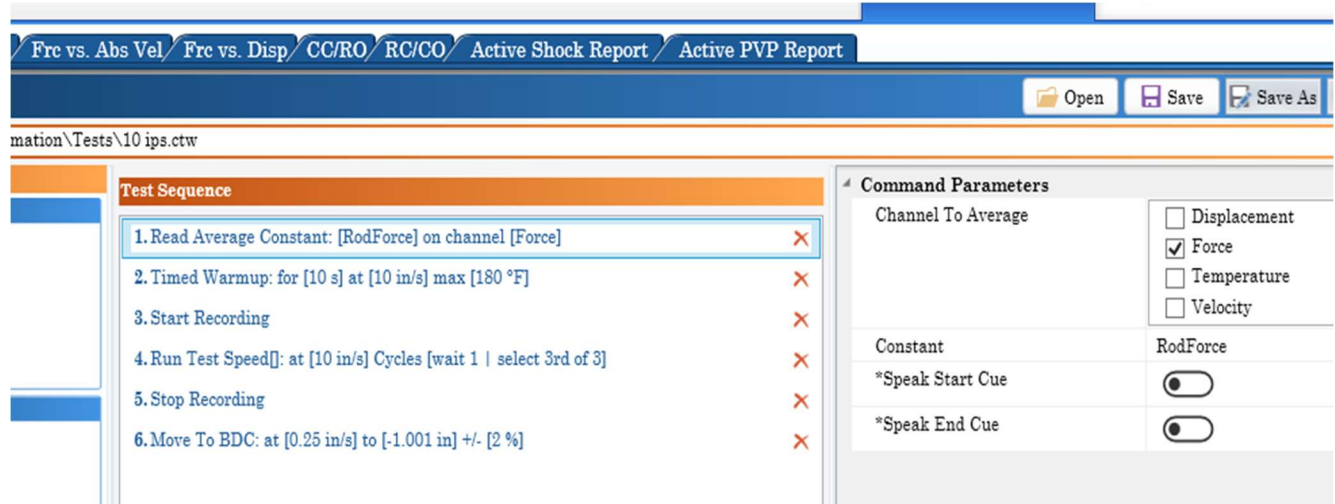 Frc vs. Abs Vel Frc vs. Disp CC/RO RC/CO Active Shock Report Active PVP Report
Open Save Save As
mation\Tests\10 ips.ctw
Test Sequence
1. Read Average Constant: [RodForce] on channel [Force]
2. Timed Warmup: for [10 s] at [10 in/s] max [180 °F]
3. Start Recording
4. Run Test Speed[]: at [10 in/s] Cycles [wait 1 | select 3rd of 3]
5. Stop Recording
6. Move To BDC: at [0.25 in/s] to [-1.001 in] +/- [2 %]
Command Parameters
Channel To Average
Displacement
Force
Temperature
Velocity
Constant RodForce
*Speak Start Cue
*Speak End Cue